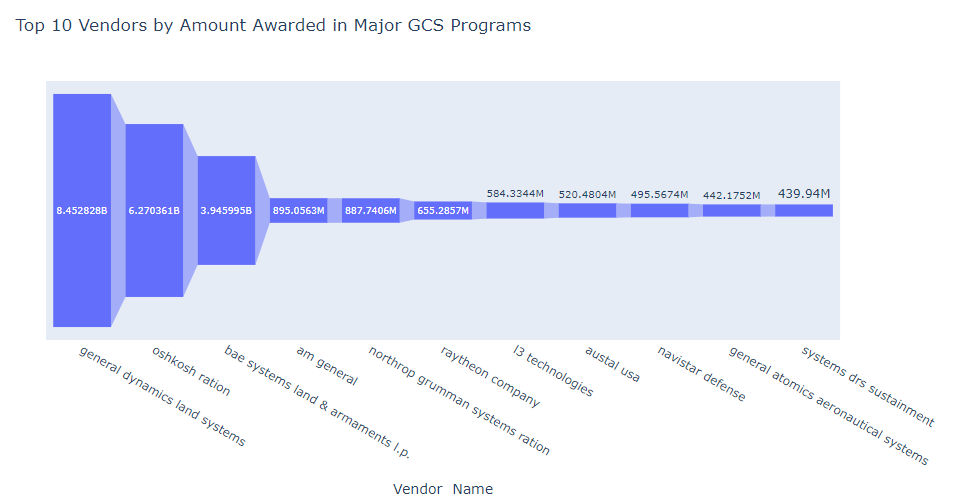 Top 10 Vendors by Amount Awarded in Major GCS Programs
8.452828B
6.270361B
3.945995B
895.0563M
887.7406M
655.2857M
584.3344M
520.4804M
495.5674M
442.1752M
439.94M
general dynamics land systems
oshkosh ration
bae systems land & armaments l.p.
am general
northrop grumman systems ration
raytheon company
l3 technologies
austal usa
navistar defense
general atomics aeronautical systems
systems drs sustainment
Vendor_Name